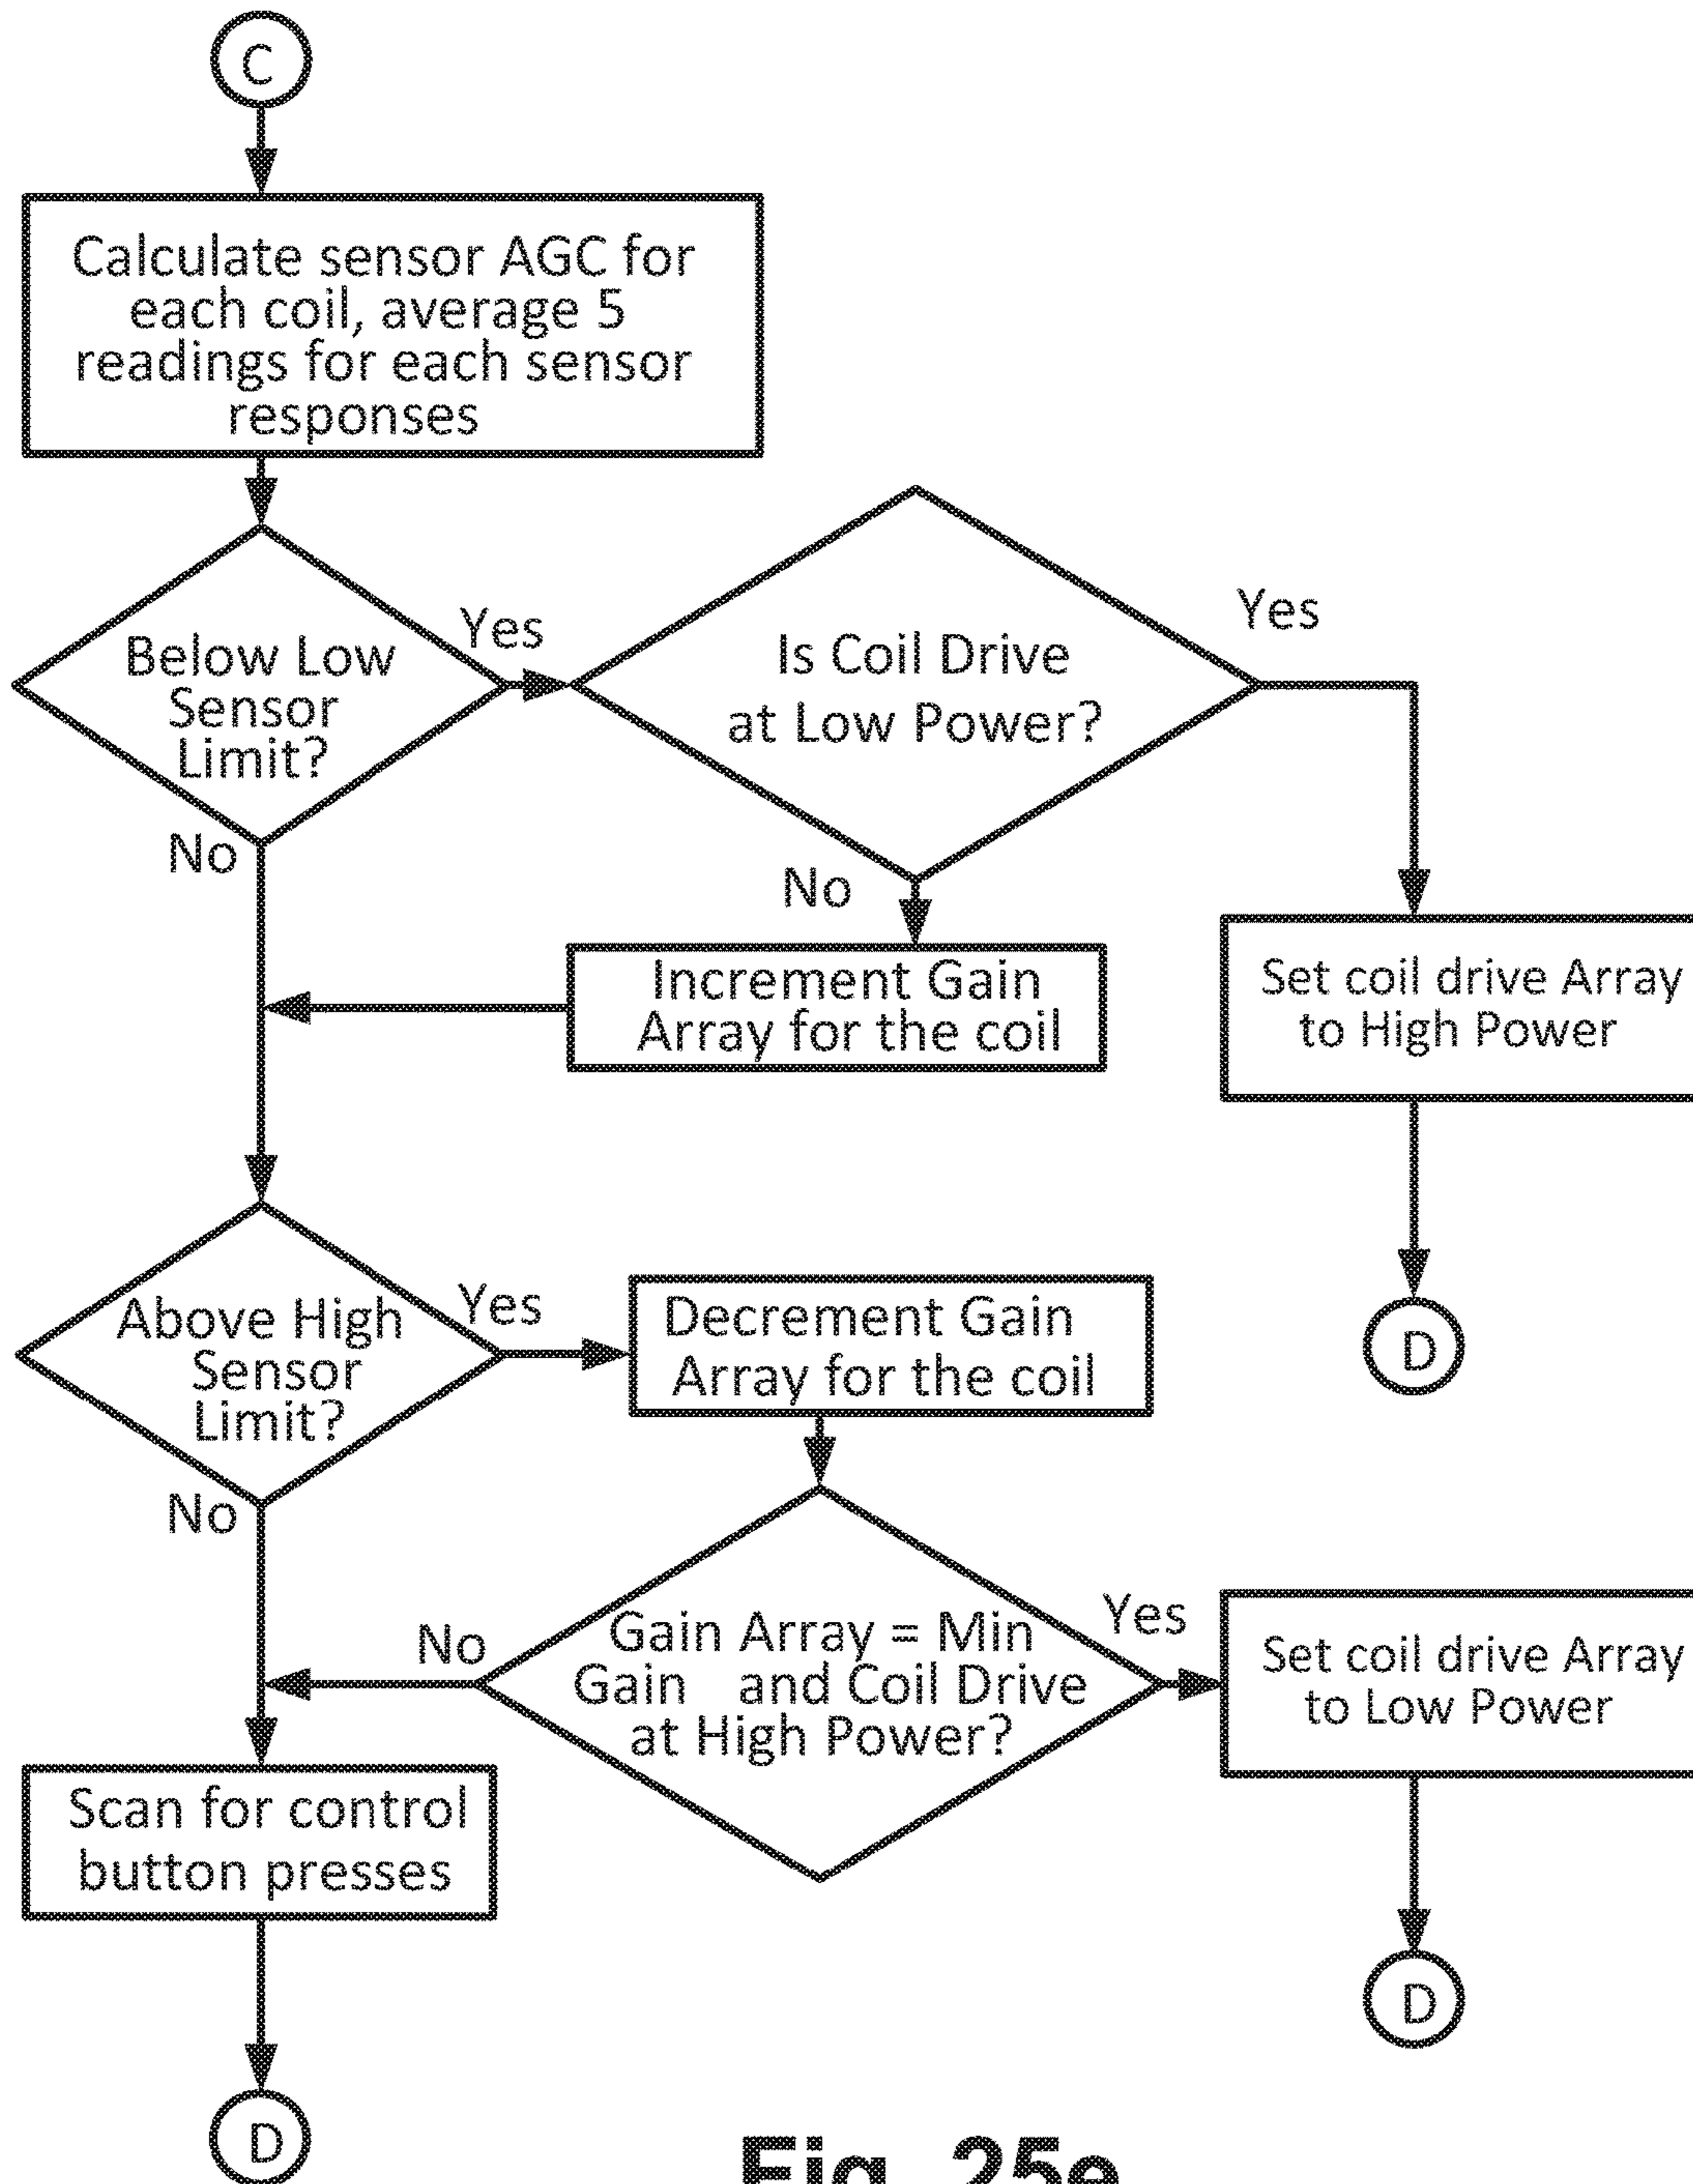 C
Calculate sensor AGC for
each coil, average 5
readings for each sensor
responses
Below Low
Sensor
Limit?
Yes
No
Is Coil Drive
at Low Power?
Yes
No
Increment Gain
Array for the coil
Set coil drive Array
to High Power
D
Above High
Sensor
Limit?
Yes
No
Decrement Gain
Array for the coil
Gain Array = Min
Gain and Coil Drive
at High Power?
No
Yes
Set coil drive Array
to Low Power
D
Scan for control
button presses
D
Fig. 25e